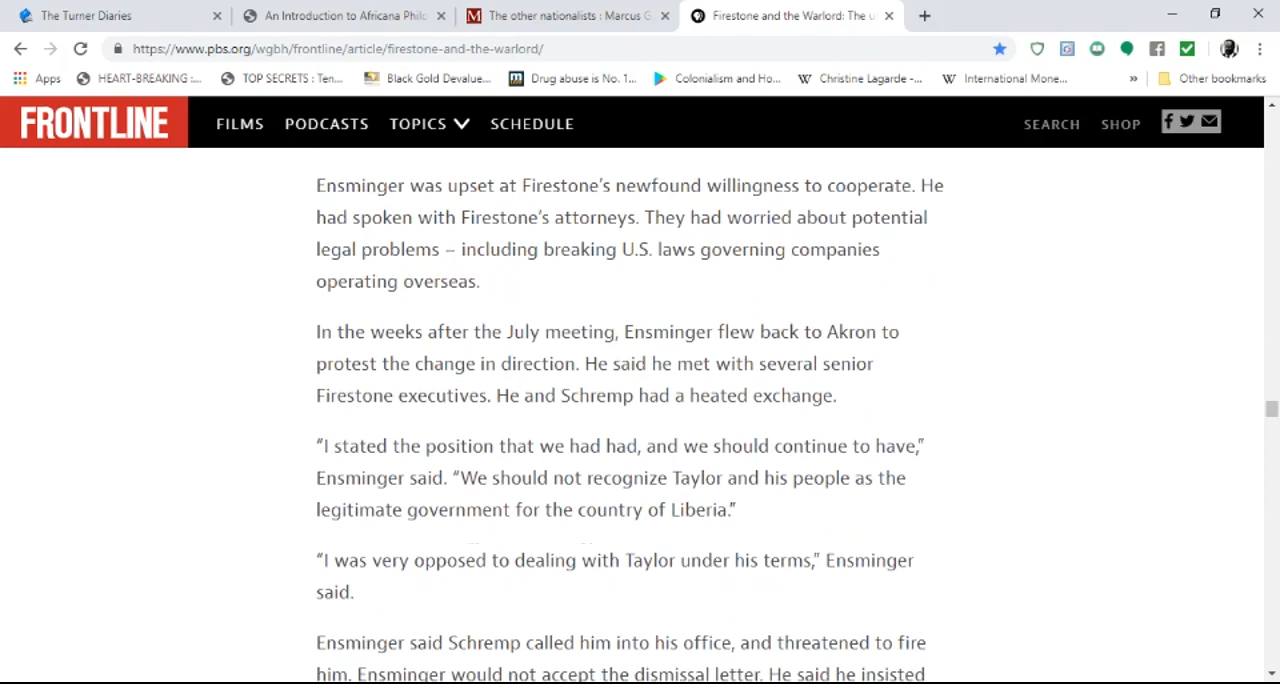 The Turner Diaries
An Introduction to Africana Philo
The other nationalists : Marcus G
Firestone and the Warlord: The u
https://www.pbs.org/wgbh/frontline/article/firestone-and-the-warlord/
Apps
HEART-BREAKING :...
TOP SECRETS : Ten...
Black Gold Devalue...
Drug abuse is No. 1...
Colonialism and Ho...
Christine Lagarde -...
International Mone...
»
Other bookmarks
FRONTLINE
FILMS
PODCASTS
TOPICS
SCHEDULE
SEARCH
SHOP
Ensminger was upset at Firestone’s newfound willingness to cooperate. He
had spoken with Firestone’s attorneys. They had worried about potential
legal problems – including breaking U.S. laws governing companies
operating overseas.
In the weeks after the July meeting, Ensminger flew back to Akron to
protest the change in direction. He said he met with several senior
Firestone executives. He and Schremp had a heated exchange.
“I stated the position that we had had, and we should continue to have,”
Ensminger said. “We should not recognize Taylor and his people as the
legitimate government for the country of Liberia.”
“I was very opposed to dealing with Taylor under his terms,” Ensminger
said.
Ensminger said Schremp called him into his office, and threatened to fire
him. Ensminger would not accept the dismissal letter. He said he insisted